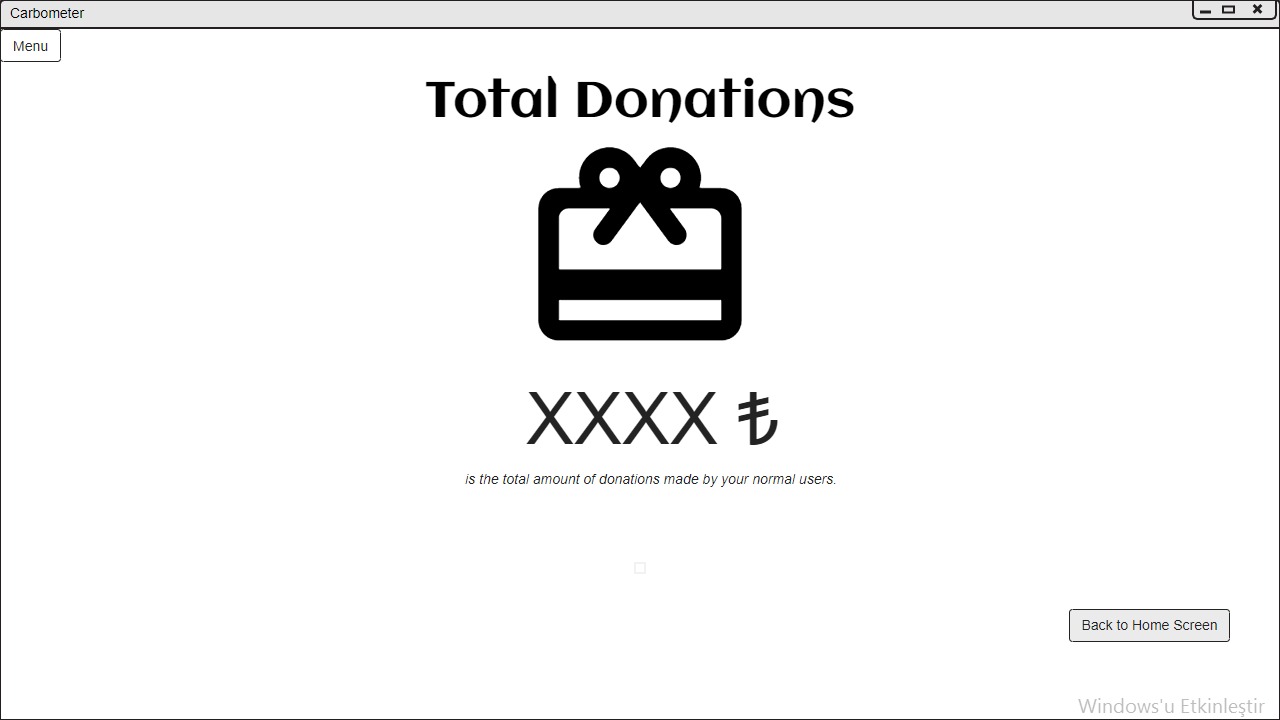 Carbometer
Menu
Total Donations
XXXX ₺
is the total amount of donations made by your normal users.
Back to Home Screen
Windows'u Etkinleştir